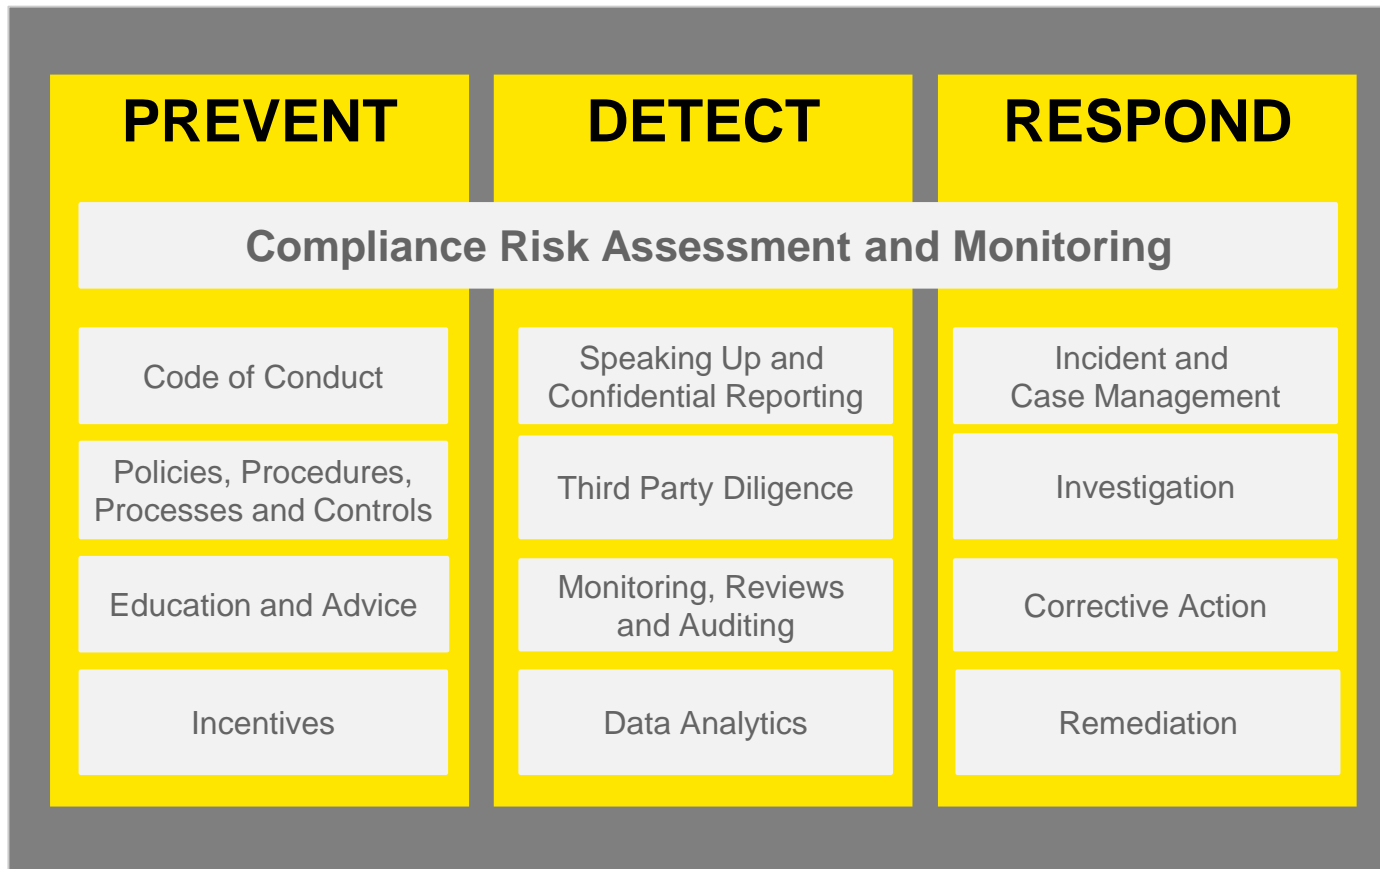 PREVENT
DETECT
RESPOND
Compliance Risk Assessment and Monitoring
Code of Conduct
Policies, Procedures,
Processes and Controls
Education and Advice
Incentives
Speaking Up and
Confidential Reporting
Third Party Diligence
Monitoring, Reviews
and Auditing
Data Analytics
Incident and
Case Management
Investigation
Corrective Action
Remediation